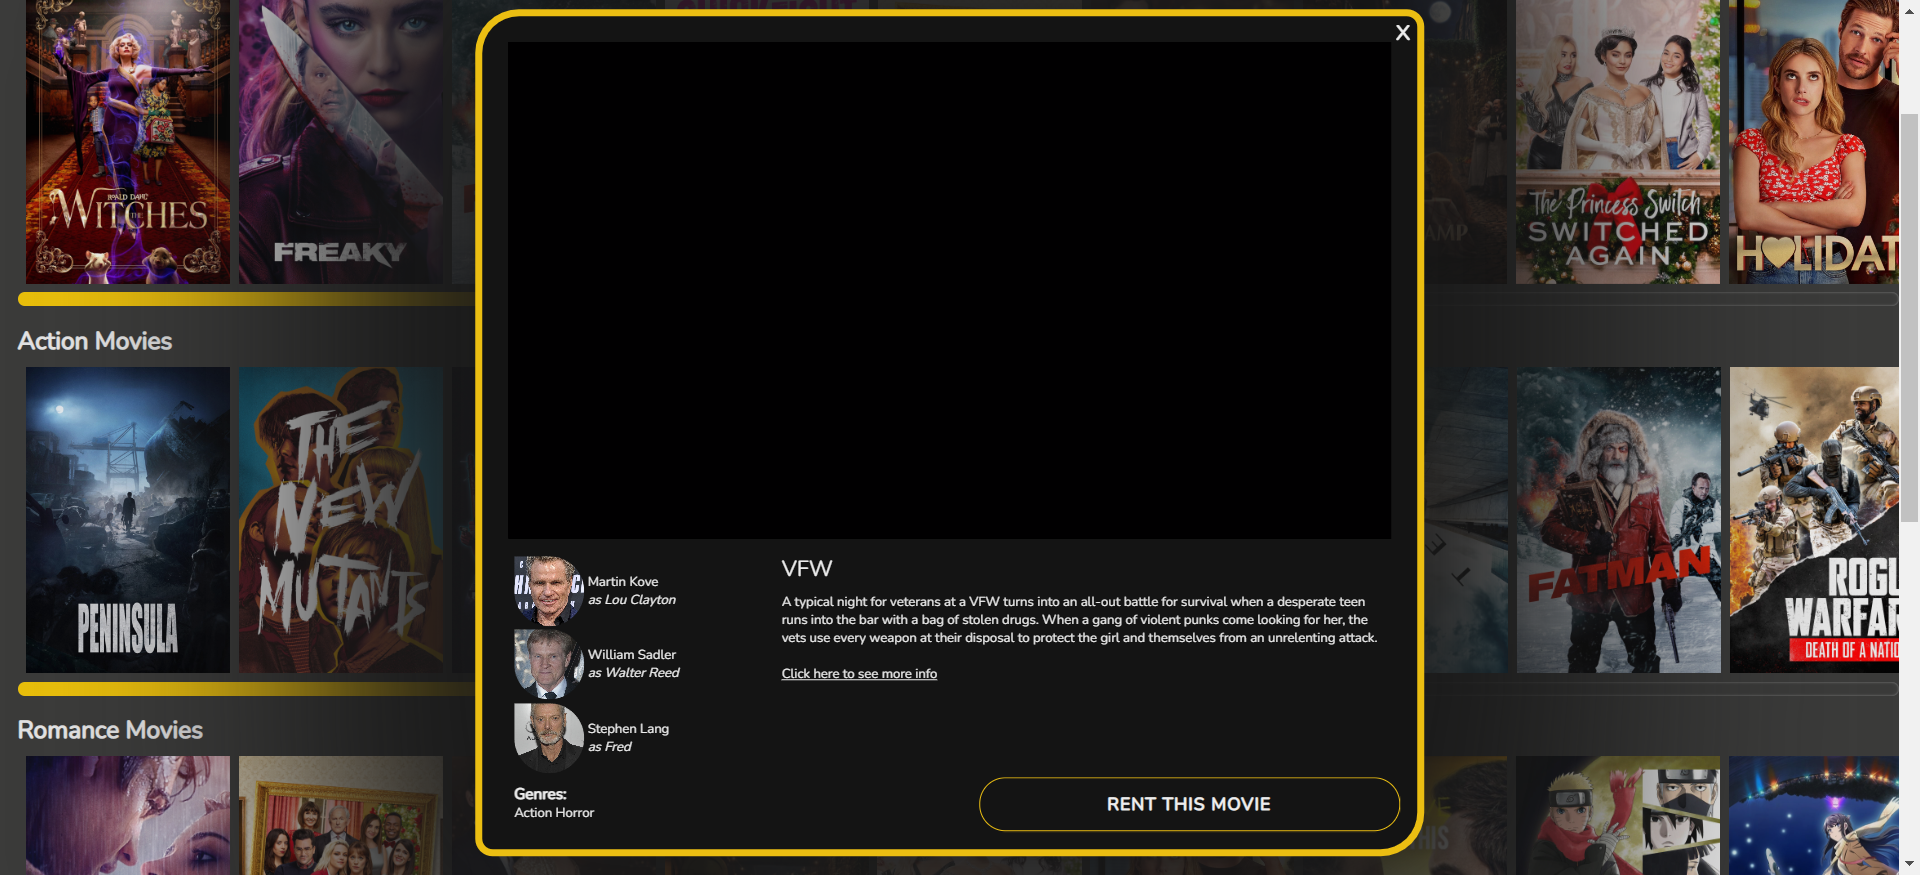 X
ROALD DAHL'S
THE WITCHES
FREAKY
The Princess Switch
SWITCHED
AGAIN
HOLIDAT
Action Movies
PENINSULA
THE
NEW
MUTANTS
FATMAN
ROGU
WARFAR
DEATH OF A NATIO
Martin Kove
as Lou Clayton
William Sadler
as Walter Reed
Stephen Lang
as Fred
Genres:
Action Horror
VFW
A typical night for veterans at a VFW turns into an all-out battle for survival when a desperate teen
runs into the bar with a bag of stolen drugs. When a gang of violent punks come looking for her, the
vets use every weapon at their disposal to protect the girl and themselves from an unrelenting attack.
Click here to see more info
RENT THIS MOVIE
Romance Movies